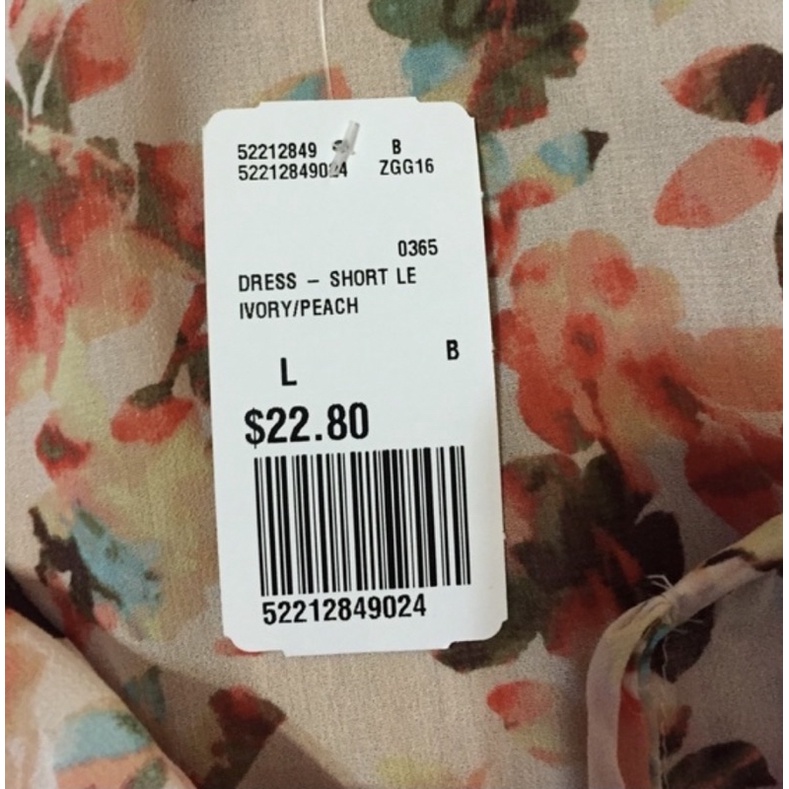 52212849 B
52212849024 ZGG16
0365
DRESS – SHORT LE
IVORY/PEACH
L B
$22.80
52212849024